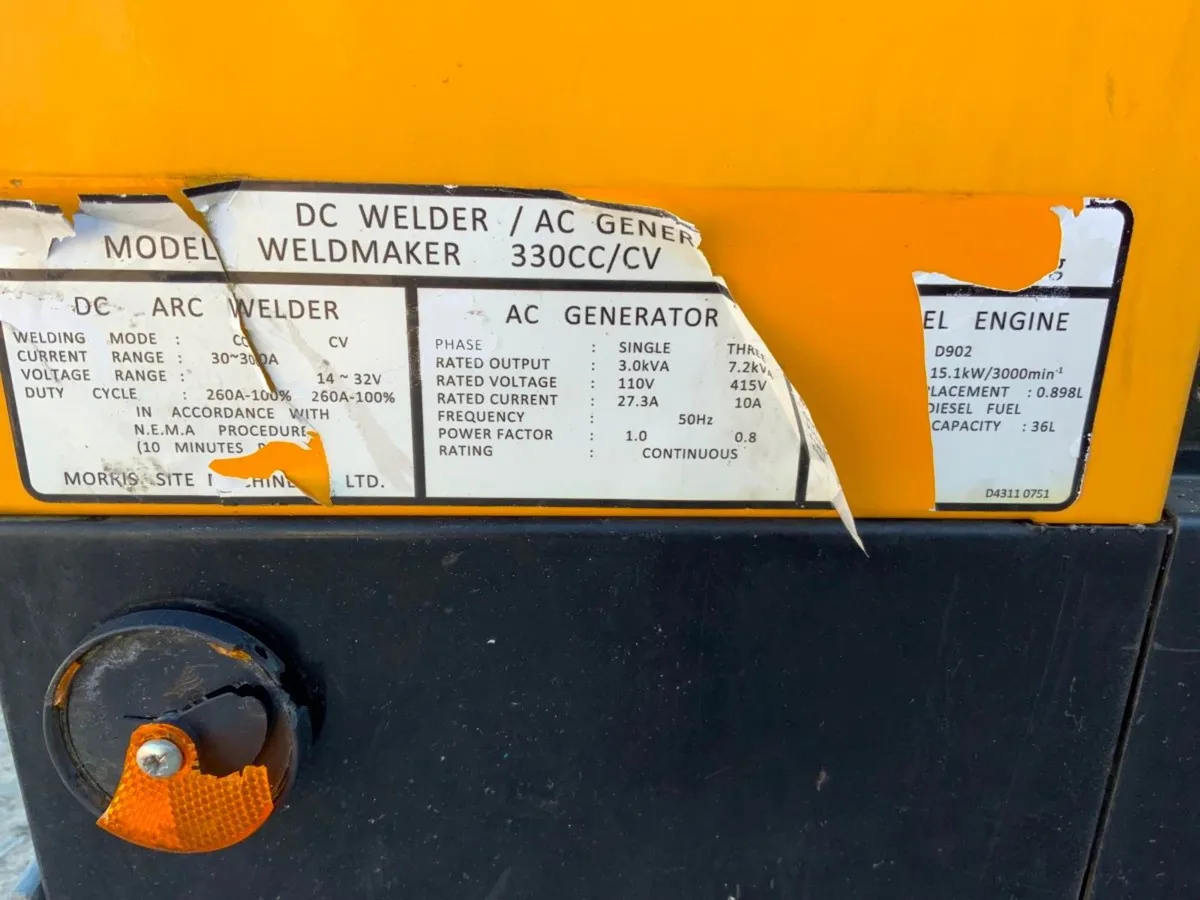 DC WELDER / AC GENER
MODEL WELDMAKER 330CC/CV
DC ARC WELDER
WELDING MODE : CC CV
CURRENT RANGE : 30~300A
VOLTAGE RANGE : 14 ~ 32V
DUTY CYCLE : 260A-100% 260A-100%
IN ACCORDANCE WITH
N.E.M.A PROCEDURE
(10 MINUTES
MORRIS SITE LTD.
AC GENERATOR
PHASE : SINGLE THREE
RATED OUTPUT : 3.0kVA 7.2kVA
RATED VOLTAGE : 110V 415V
RATED CURRENT : 27.3A 10A
FREQUENCY : 50Hz
POWER FACTOR : 1.0 0.8
RATING : CONTINUOUS
EL ENGINE
D902
15.1kW/3000min-¹
PLACEMENT : 0.898L
DIESEL FUEL
CAPACITY : 36L
D4311 0751